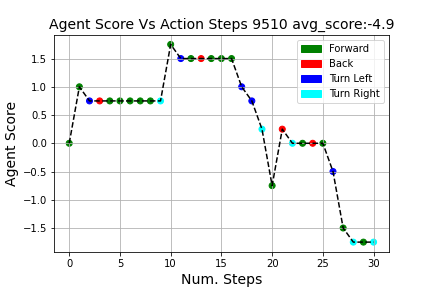 Agent Score Vs Action Steps 9510 avg_score:-4.9
Forward
Back
Turn Left
Turn Right
1.5
1.0
0.5
0.0
−0.5
−1.0
−1.5
Agent Score
0 5 10 15 20 25 30
Num. Steps